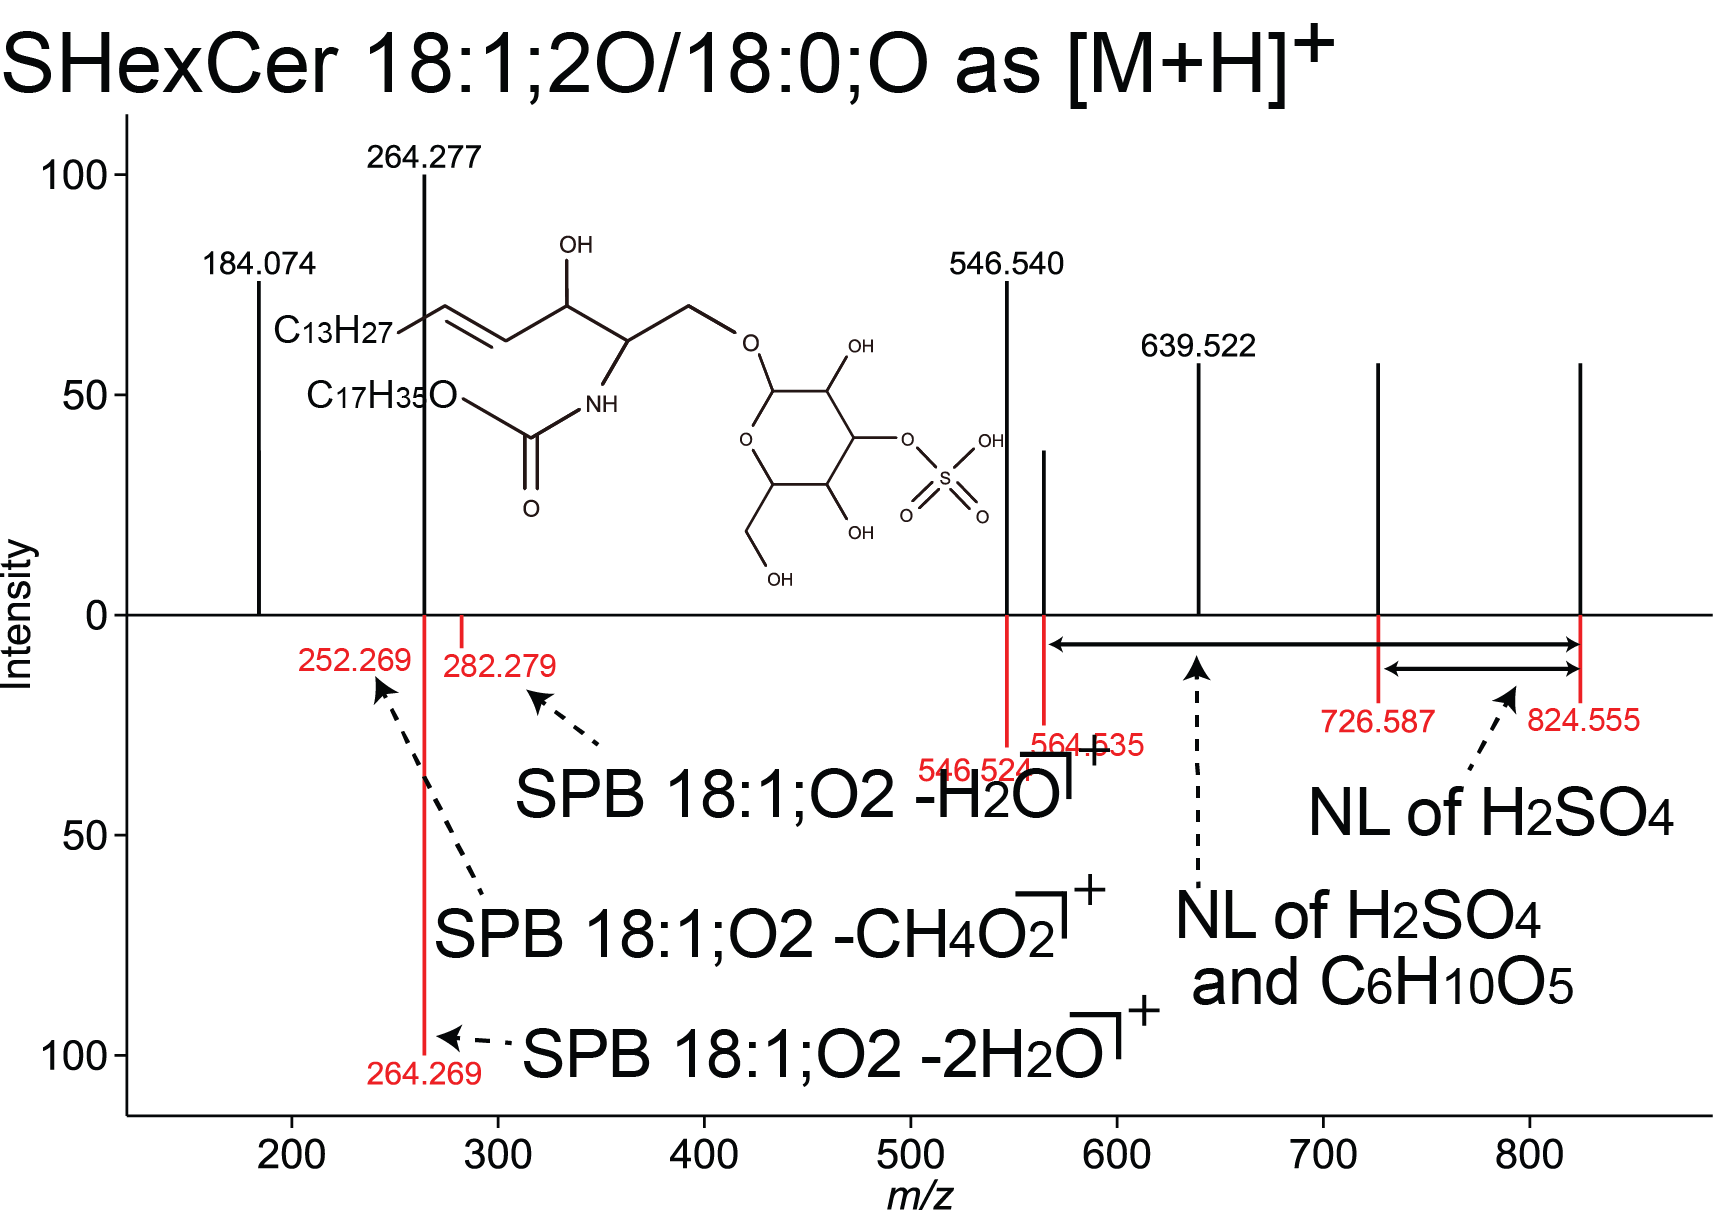 SHexCer 18:1;2O/18:0;O as [M+H]+
264.277
184.074
546.540
639.522
100
50
0
50
100
Intensity
OH
C13H27
C17H35O
NH
O
O
OH
O
O
OH
S
O
O
OH
OH
252.269
282.279
546.524
564.535
726.587
824.555
264.269
SPB 18:1;O2 -H2O +
SPB 18:1;O2 -CH4O2 +
SPB 18:1;O2 -2H2O +
NL of H2SO4
NL of H2SO4
and C6H10O5
200
300
400
500
600
700
800
m/z